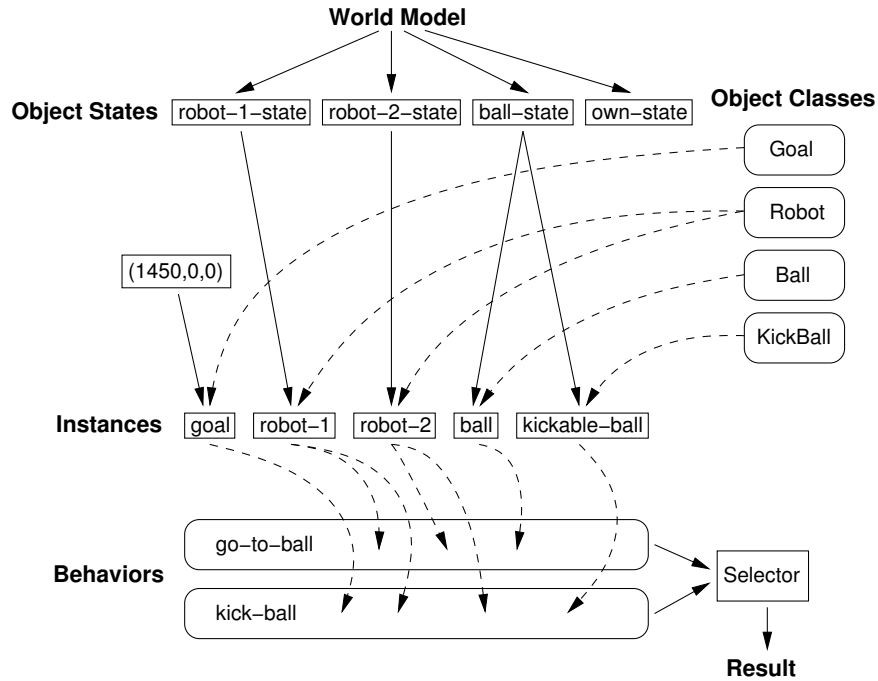 World Model
Object States
robot−1−state
robot−2−state
ball−state
own−state
Object Classes
Goal
Robot
(1450,0,0)
Ball
KickBall
Instances
goal
robot−1
robot−2
ball
kickable−ball
go−to−ball
Behaviors
Selector
kick−ball
Result